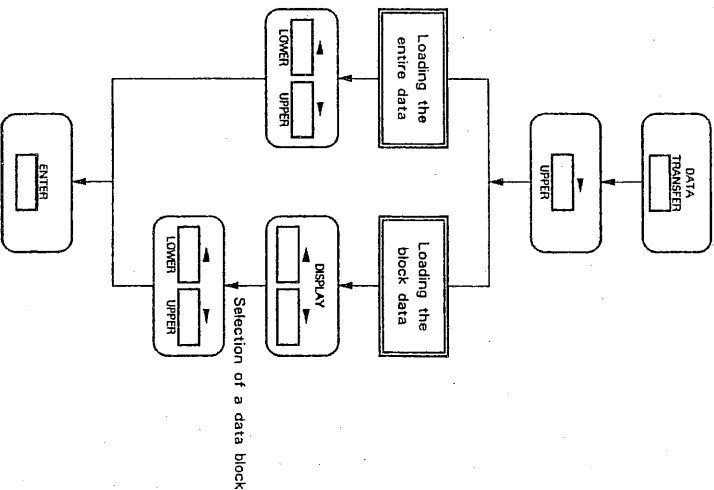 DATA
TRANSFER
UPPER
Loading the
entire data
Loading the
block data
DISPLAY
LOWER UPPER
Selection of a data block
LOWER UPPER
ENTER